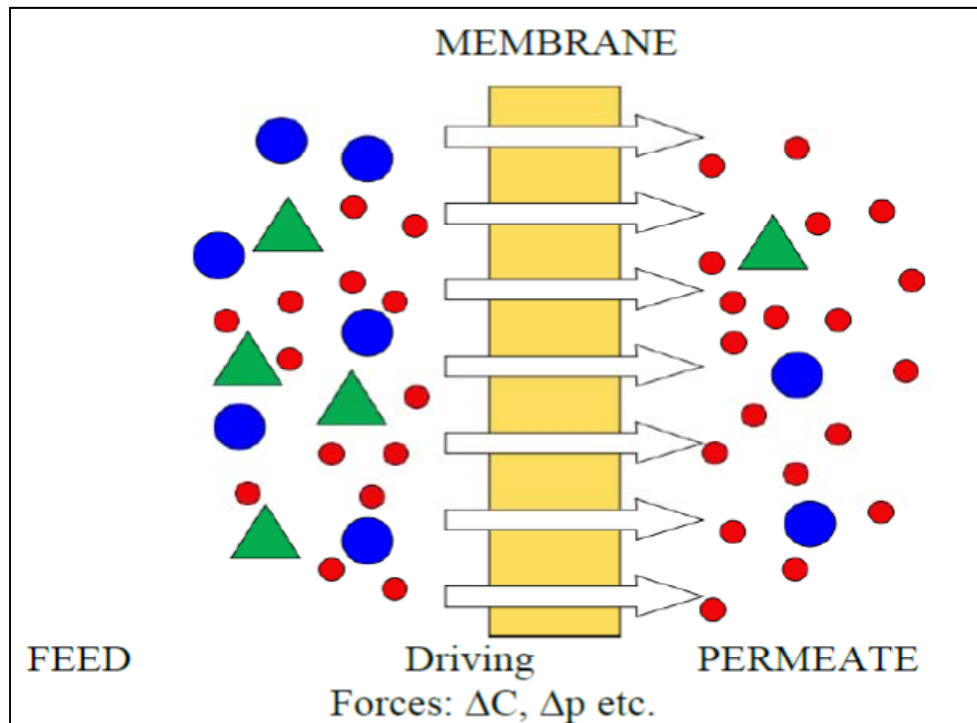 MEMBRANE
FEED
Driving
PERMEATE
Forces: ΔC, Δp etc.